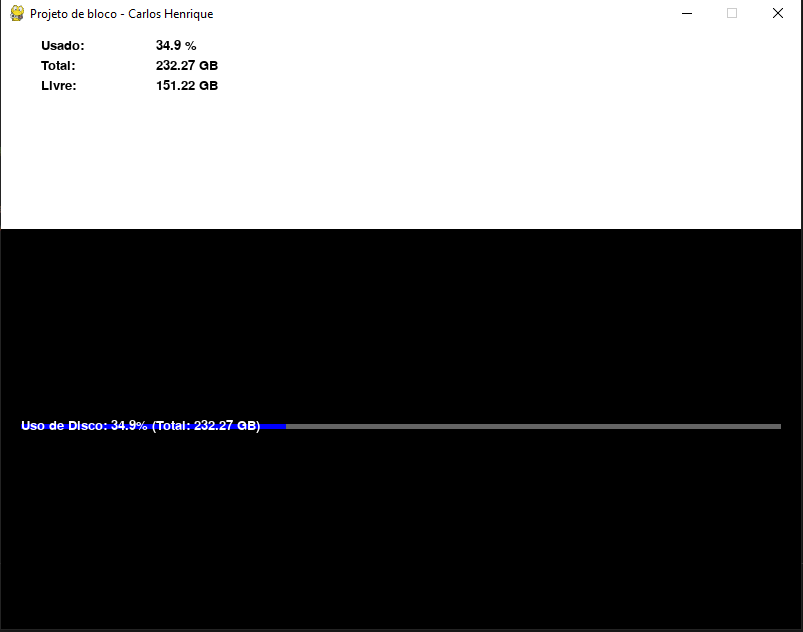 Projeto de bloco - Carlos Henrique
Usado: 34.9 %
Total: 232.27 GB
Livre: 151.22 GB
Uso de Disco: 34.9% (Total: 232.27 GB)